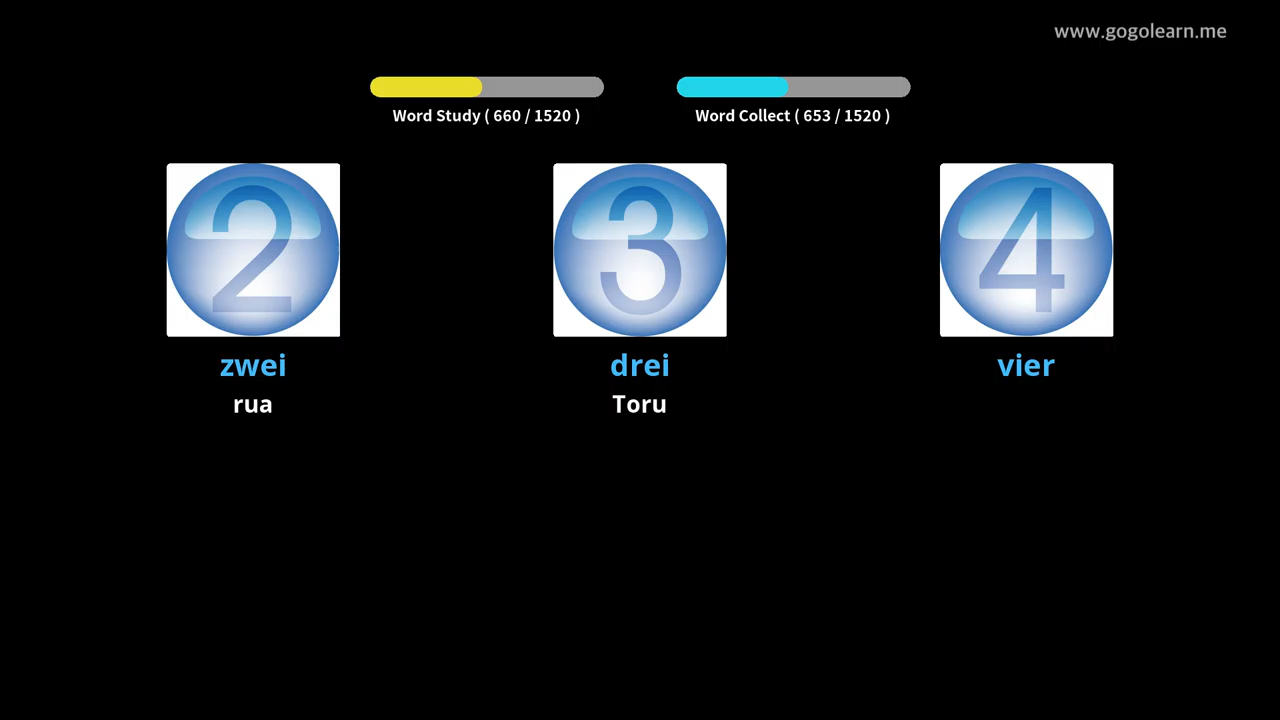 www.gogolearn.me
Word Study ( 660 / 1520 )
Word Collect ( 653 / 1520 )
2
3
4
zwei
drei
vier
rua
Toru